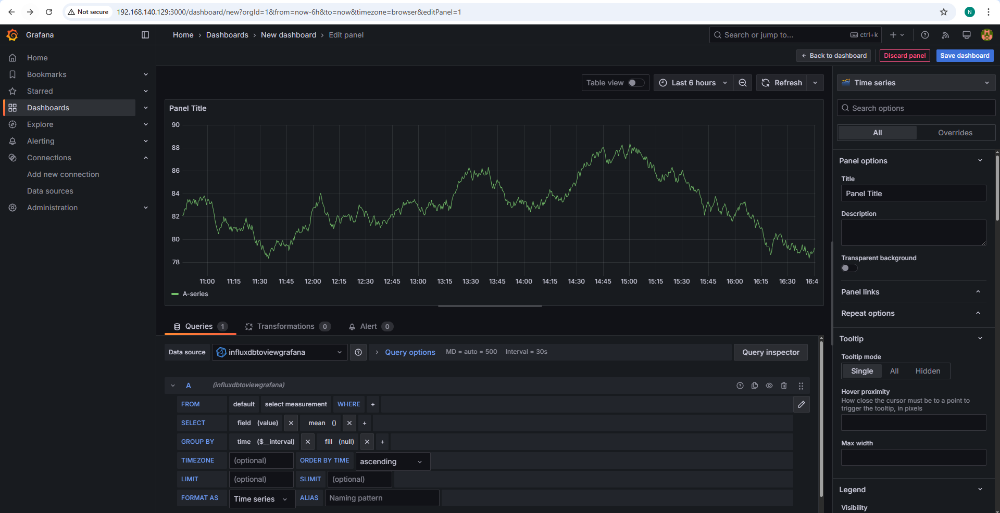 Not secure
192.168.140.129:3000/dashboard/new?orgId=1&from=now-6h&to=now&timezone=browser&editPanel=1
N
Grafana
Home › Dashboards › New dashboard › Edit panel
Search or jump to...
ctrl+k
Back to dashboard
Discard panel
Save dashboard
Home
Bookmarks
Starred
Dashboards
Explore
Alerting
Connections
Add new connection
Data sources
Administration
Table view
Last 6 hours
Refresh
Panel Title
90
88
86
84
82
80
78
11:00 11:15 11:30 11:45 12:00 12:15 12:30 12:45 13:00 13:15 13:30 13:45 14:00 14:15 14:30 14:45 15:00 15:15 15:30 15:45 16:00 16:15 16:30 16:4
A-series
Queries 1
Transformations 0
Alert 0
Data source
influxdbtoviewgrafana
Query options
MD = auto = 500
Interval = 30s
Query inspector
A
(influxdbtoviewgrafana)
FROM default select measurement WHERE +
SELECT field (value) mean () +
GROUP BY time ($__interval) fill (null) +
TIMEZONE (optional) ORDER BY TIME ascending
LIMIT (optional) SLIMIT (optional)
FORMAT AS Time series ALIAS Naming pattern
Time series
Search options
All
Overrides
Panel options
Title
Panel Title
Description
Transparent background
Panel links
Repeat options
Tooltip
Tooltip mode
Single All Hidden
Hover proximity
How close the cursor must be to a point to
trigger the tooltip, in pixels
Max width
Legend
Visibility